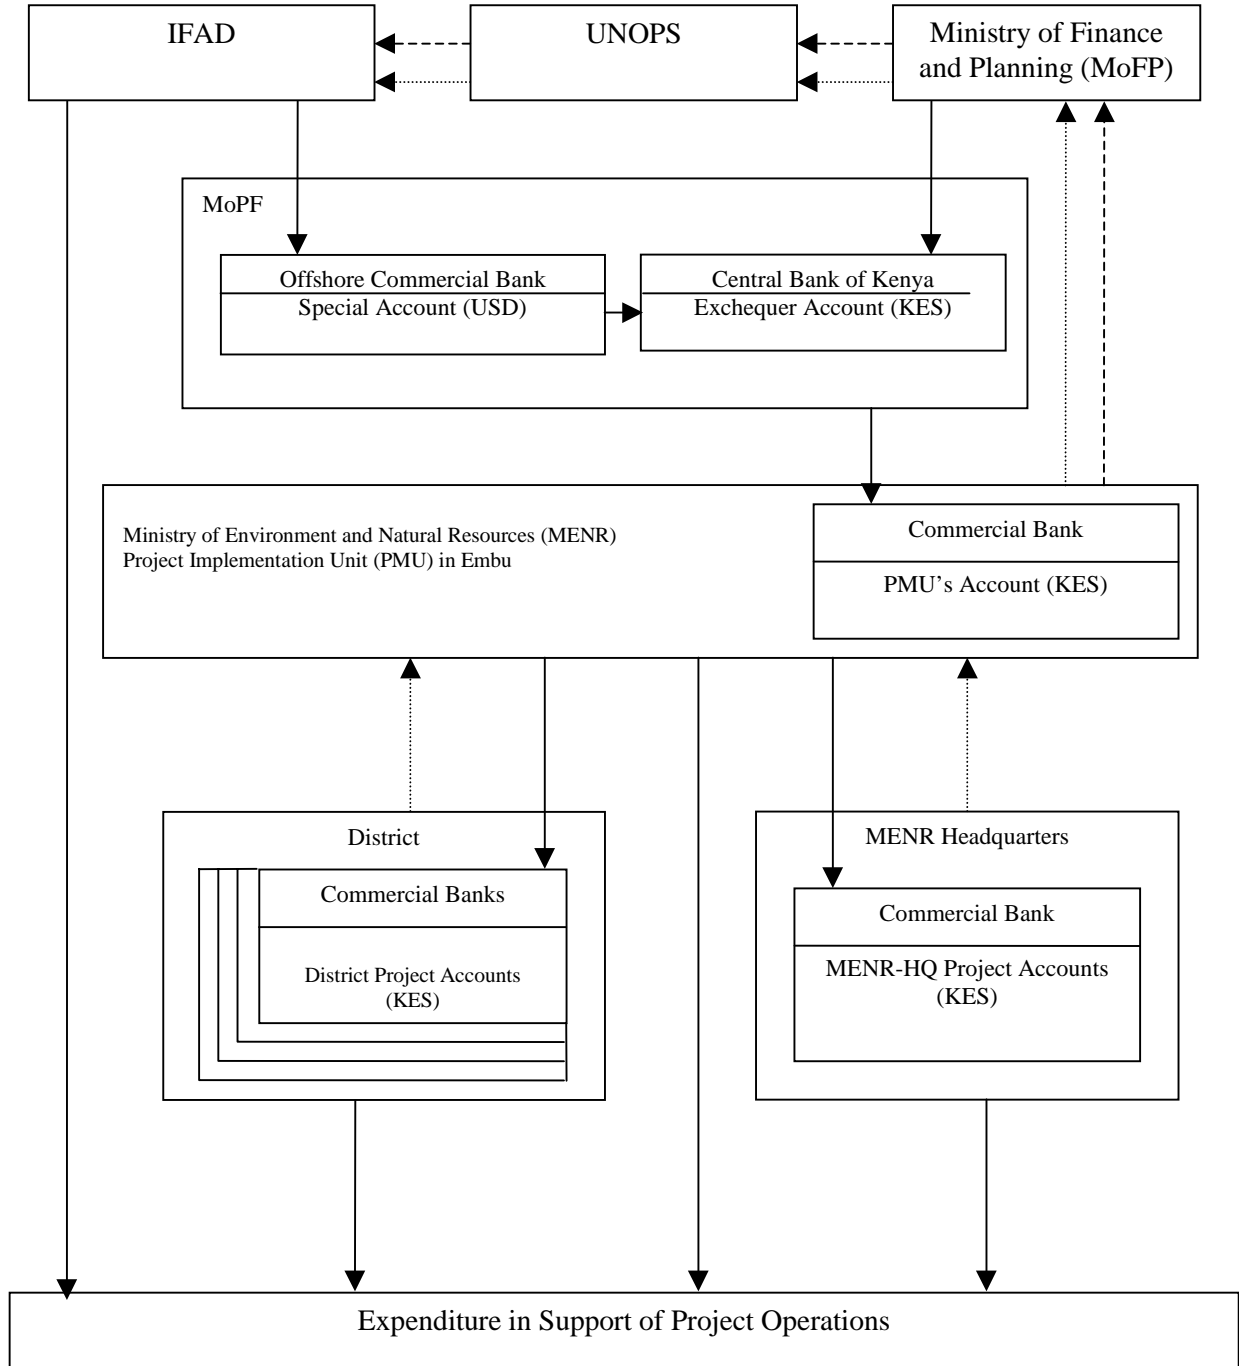 IFAD
UNOPS
Ministry of Finance
and Planning (MoFP)
MoPF
Offshore Commercial Bank
Special Account (USD)
Central Bank of Kenya
Exchequer Account (KES)
Ministry of Environment and Natural Resources (MENR)
Project Implementation Unit (PMU) in Embu
Commercial Bank
PMU’s Account (KES)
District
Commercial Banks
District Project Accounts
(KES)
MENR Headquarters
Commercial Bank
MENR-HQ Project Accounts
(KES)
Expenditure in Support of Project Operations